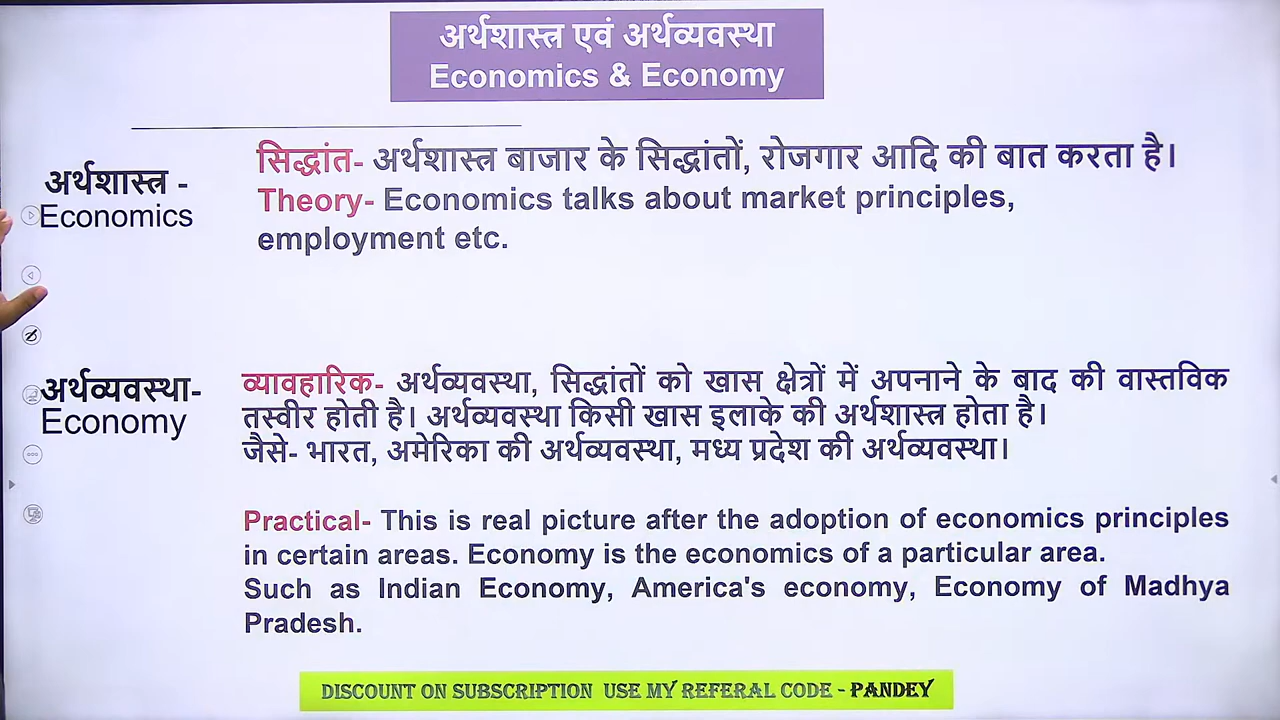 अर्थशास्त्र एवं अर्थव्यवस्था
Economics & Economy
अर्थशास्त्र -
Economics
सिद्धांत- अर्थशास्त्र बाजार के सिद्धांतों, रोजगार आदि की बात करता है।
Theory- Economics talks about market principles,
employment etc.
अर्थव्यवस्था-
Economy
व्यावहारिक- अर्थव्यवस्था, सिद्धांतों को खास क्षेत्रों में अपनाने के बाद की वास्तविक
तस्वीर होती है। अर्थव्यवस्था किसी खास इलाके की अर्थशास्त्र होता है।
जैसे- भारत, अमेरिका की अर्थव्यवस्था, मध्य प्रदेश की अर्थव्यवस्था।
Practical- This is real picture after the adoption of economics principles
in certain areas. Economy is the economics of a particular area.
Such as Indian Economy, America's economy, Economy of Madhya
Pradesh.
DISCOUNT ON SUBSCRIPTION USE MY REFERAL CODE - PANDEY